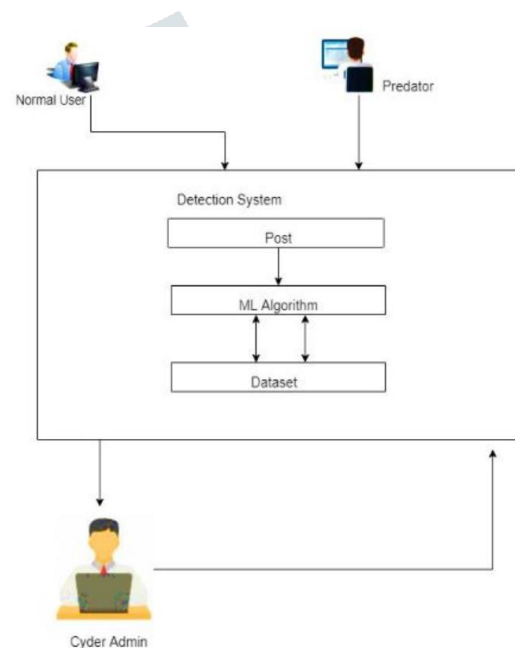 Normal User
Predator
Detection System
Post
ML Algorithm
Dataset
Cyder Admin